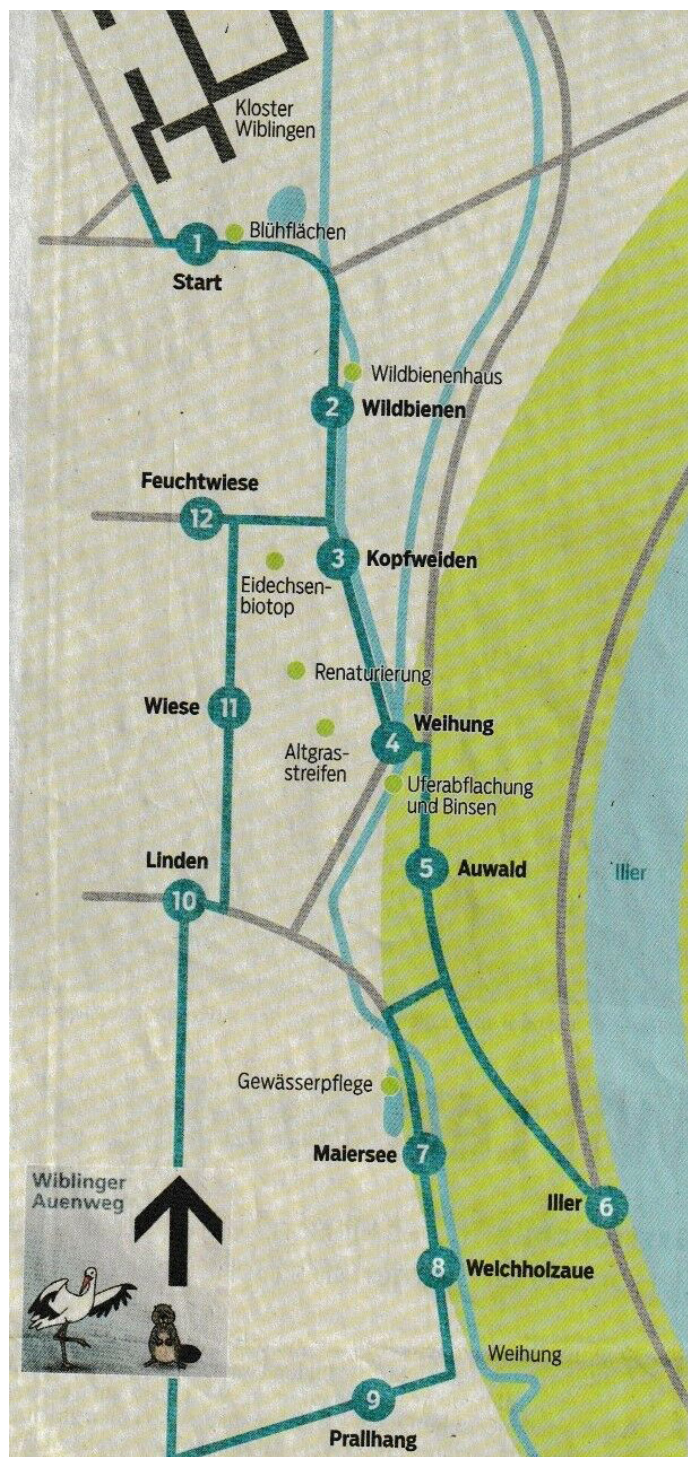 Kloster
Wiblingen
1
Blühflächen
Start
Wildbienenhaus
2
Wildbienen
Feuchtwiese
12
3
Kopfweiden
Eidechsen-
biotop
Renaturierung
Wiese
11
4
Weihung
Altgras-
streifen
Uferabflachung
und Binsen
Linden
10
5
Auwald
Iller
Gewässerpflege
Maiersee
7
Wiblinger
Auenweg
Iller
6
8
Welchholzaue
Weihung
9
Prallhang